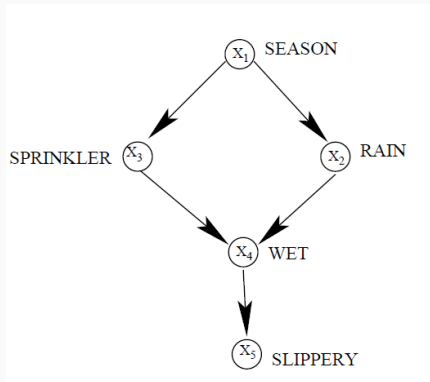 X1 SEASON
SPRINKLER X3
X2 RAIN
X4 WET
X5 SLIPPERY